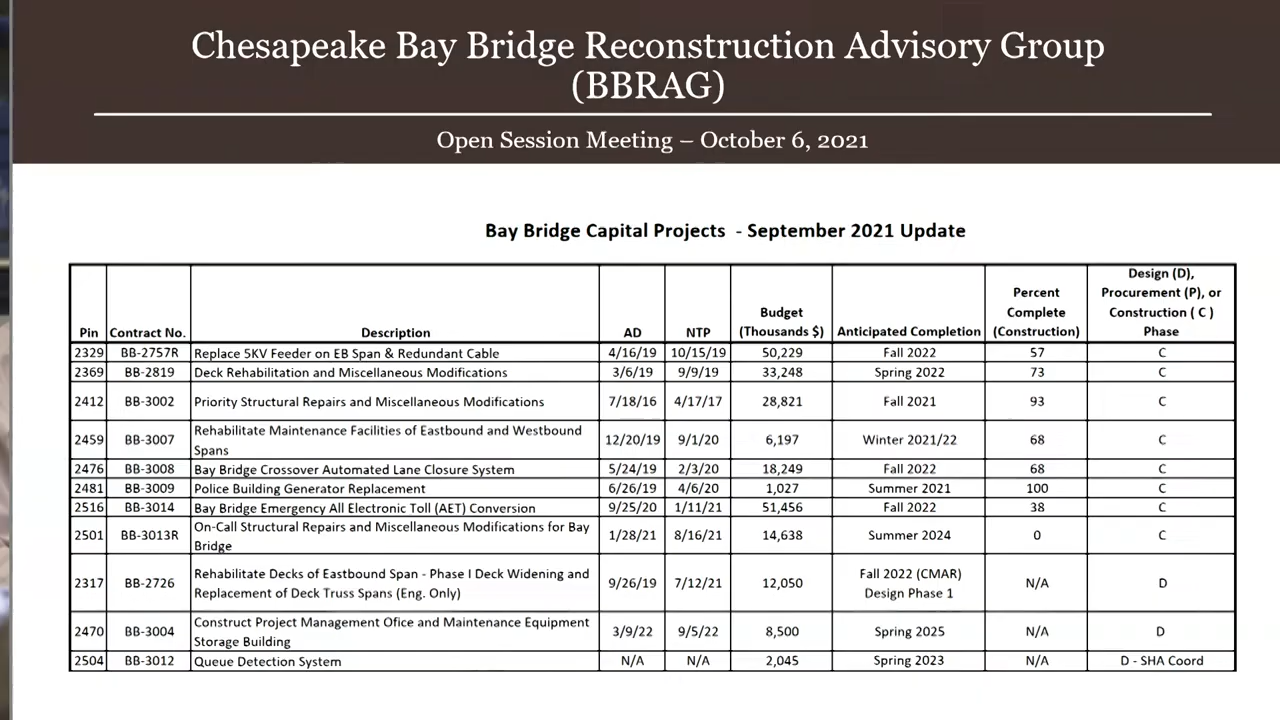 Chesapeake Bay Bridge Reconstruction Advisory Group
(BBRAG)
Open Session Meeting – October 6, 2021
Bay Bridge Capital Projects - September 2021 Update
Pin Contract No. Description AD NTP Budget (Thousands $) Anticipated Completion Percent Complete (Construction) Design (D), Procurement (P), or Construction ( C ) Phase
2329 BB-2757R Replace 5KV Feeder on EB Span & Redundant Cable 4/16/19 10/15/19 50,229 Fall 2022 57 C
2369 BB-2819 Deck Rehabilitation and Miscellaneous Modifications 3/6/19 9/9/19 33,248 Spring 2022 73 C
2412 BB-3002 Priority Structural Repairs and Miscellaneous Modifications 7/18/16 4/17/17 28,821 Fall 2021 93 C
2459 BB-3007 Rehabilitate Maintenance Facilities of Eastbound and Westbound Spans 12/20/19 9/1/20 6,197 Winter 2021/22 68 C
2476 BB-3008 Bay Bridge Crossover Automated Lane Closure System 5/24/19 2/3/20 18,249 Fall 2022 68 C
2481 BB-3009 Police Building Generator Replacement 6/26/19 4/6/20 1,027 Summer 2021 100 C
2516 BB-3014 Bay Bridge Emergency All Electronic Toll (AET) Conversion 9/25/20 1/11/21 51,456 Fall 2022 38 C
2501 BB-3013R On-Call Structural Repairs and Miscellaneous Modifications for Bay Bridge 1/28/21 8/16/21 14,638 Summer 2024 0 C
2317 BB-2726 Rehabilitate Decks of Eastbound Span - Phase I Deck Widening and Replacement of Deck Truss Spans (Eng. Only) 9/26/19 7/12/21 12,050 Fall 2022 (CMAR) Design Phase 1 N/A D
2470 BB-3004 Construct Project Management Ofice and Maintenance Equipment Storage Building 3/9/22 9/5/22 8,500 Spring 2025 N/A D
2504 BB-3012 Queue Detection System N/A N/A 2,045 Spring 2023 N/A D - SHA Coord